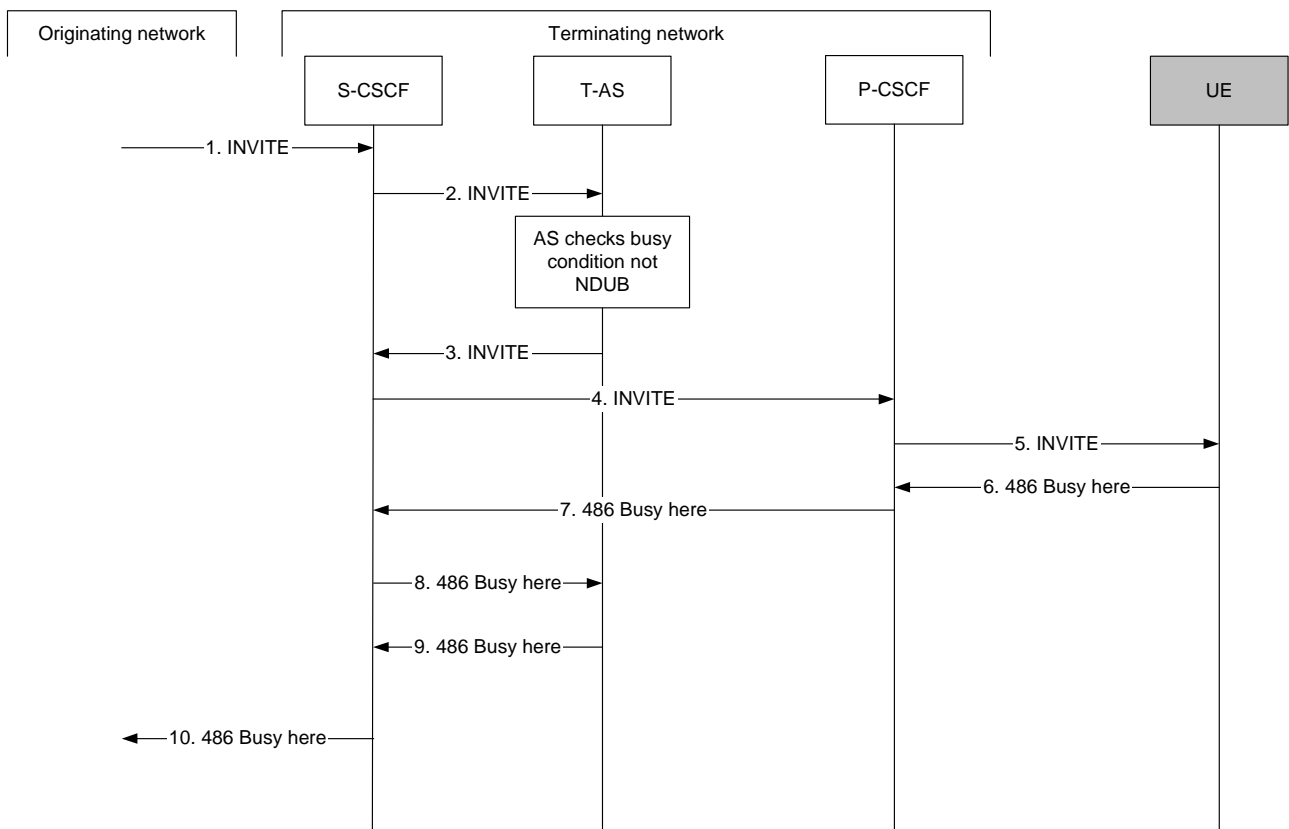 Originating network
Terminating network
S-CSCF
T-AS
P-CSCF
UE
1. INVITE
2. INVITE
AS checks busy
condition not
NDUB
3. INVITE
4. INVITE
5. INVITE
6. 486 Busy here
7. 486 Busy here
8. 486 Busy here
9. 486 Busy here
10. 486 Busy here